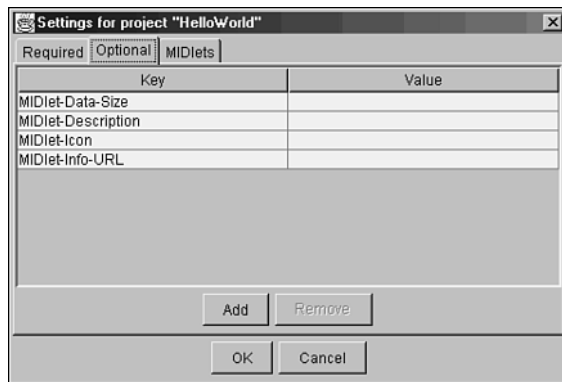 Settings for project "HelloWorld"
Required Optional MIDlets
Key Value
MIDlet-Data-Size
MIDlet-Description
MIDlet-Icon
MIDlet-Info-URL
Add Remove
OK Cancel